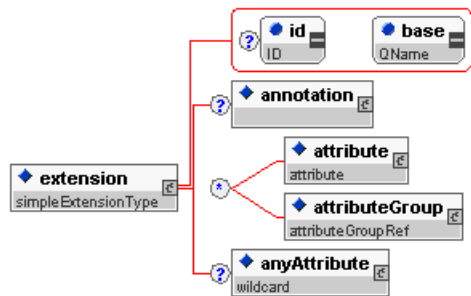 ? id base
ID QName
? annotation
attribute
attribute
extension
simpleExtensionType
*
attributeGroup
attributeGroupRef
anyAttribute
? wildcard